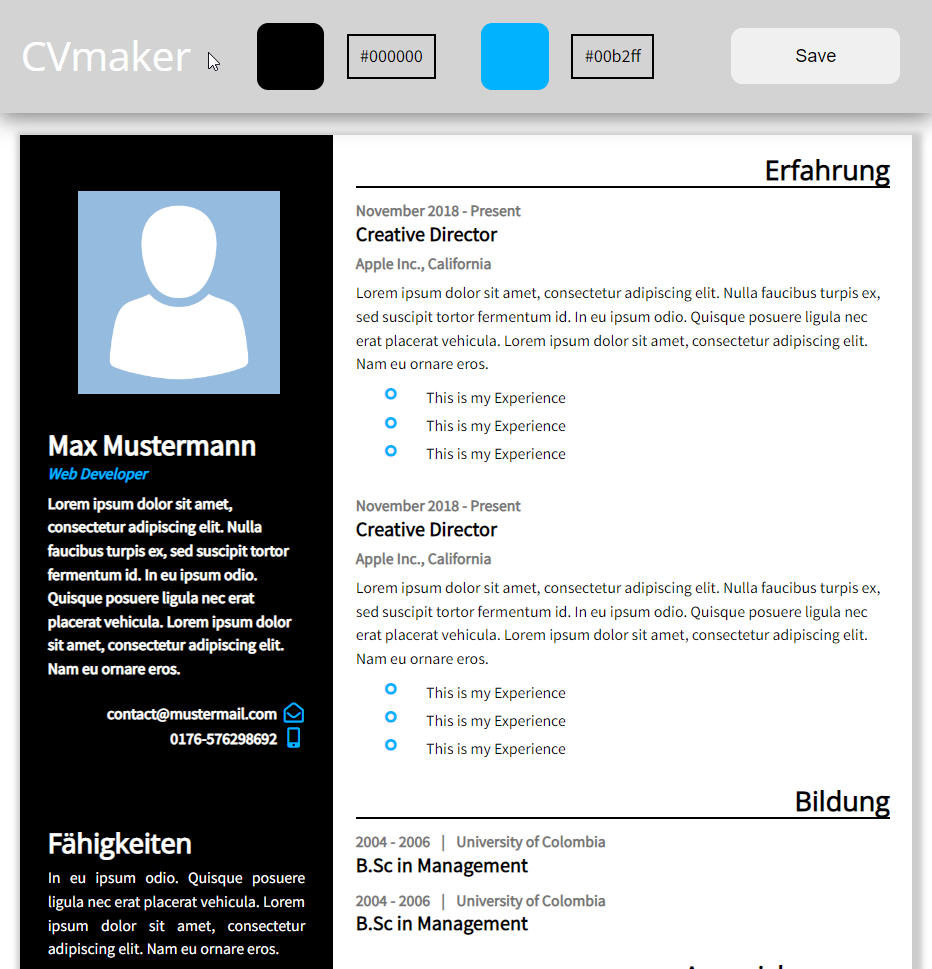 CVmaker
#000000
#00b2ff
Save
Max Mustermann
Web Developer
Lorem ipsum dolor sit amet,
consectetur adipiscing elit. Nulla
faucibus turpis ex, sed suscipit tortor
fermentum id. In eu ipsum odio.
Quisque posuere ligula nec erat
placerat vehicula. Lorem ipsum dolor
sit amet, consectetur adipiscing elit.
Nam eu ornare eros.
contact@mustermail.com
0176-576298692
Fähigkeiten
In eu ipsum odio. Quisque posuere
ligula nec erat placerat vehicula. Lorem
ipsum dolor sit amet, consectetur
adipiscing elit. Nam eu ornare eros.
Erfahrung
November 2018 - Present
Creative Director
Apple Inc., California
Lorem ipsum dolor sit amet, consectetur adipiscing elit. Nulla faucibus turpis ex,
sed suscipit tortor fermentum id. In eu ipsum odio. Quisque posuere ligula nec
erat placerat vehicula. Lorem ipsum dolor sit amet, consectetur adipiscing elit.
Nam eu ornare eros.
This is my Experience
This is my Experience
This is my Experience
November 2018 - Present
Creative Director
Apple Inc., California
Lorem ipsum dolor sit amet, consectetur adipiscing elit. Nulla faucibus turpis ex,
sed suscipit tortor fermentum id. In eu ipsum odio. Quisque posuere ligula nec
erat placerat vehicula. Lorem ipsum dolor sit amet, consectetur adipiscing elit.
Nam eu ornare eros.
This is my Experience
This is my Experience
This is my Experience
Bildung
2004 - 2006 | University of Colombia
B.Sc in Management
2004 - 2006 | University of Colombia
B.Sc in Management